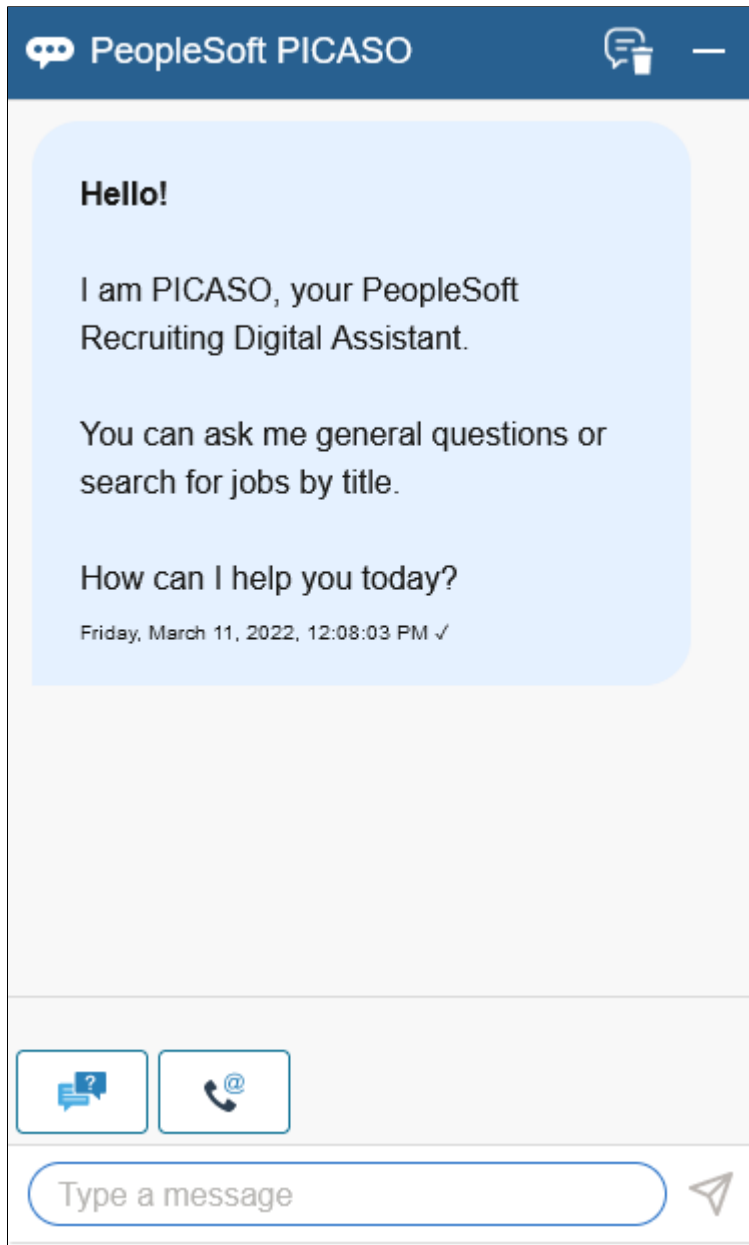 PeopleSoft PICASO
Hello!
I am PICASO, your PeopleSoft
Recruiting Digital Assistant.
You can ask me general questions or
search for jobs by title.
How can I help you today?
Friday, March 11, 2022, 12:08:03 PM ✓
?
@
Type a message